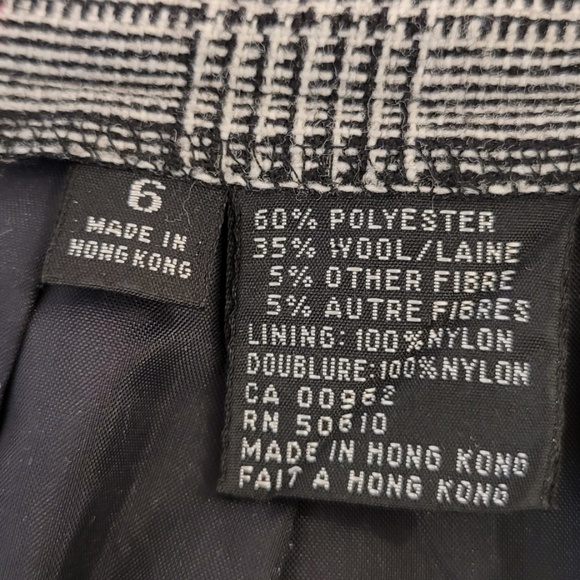 6
MADE IN
HONG KONG
60% POLYESTER
35% WOOL/LAINE
5% OTHER FIBRE
5% AUTRE FIBRES
LINING: 100% NYLON
DOUBLURE: 100% NYLON
CA 00962
RN 50610
MADE IN HONG KONG
FAIT A HONG KONG